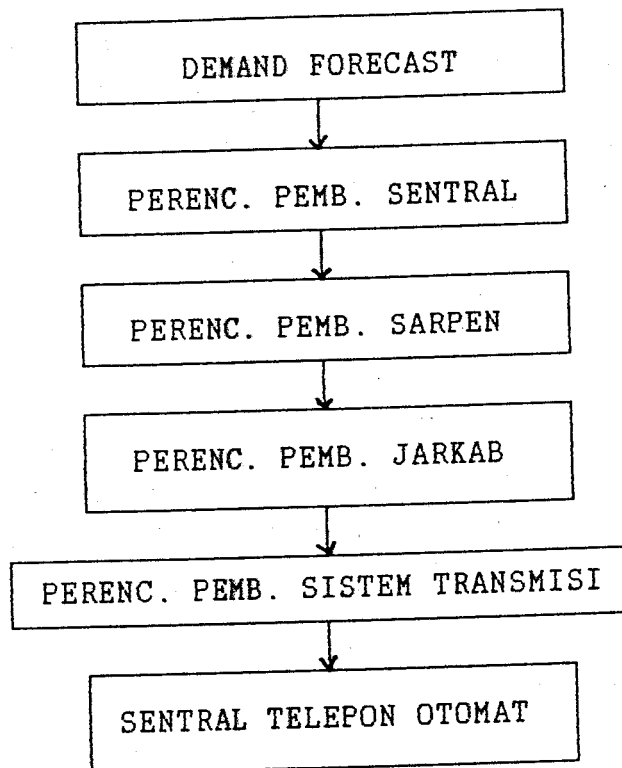 DEMAND FORECAST
PERENC. PEMB. SENTRAL
PERENC. PEMB. SARPEN
PERENC. PEMB. JARKAB
PERENC. PEMB. SISTEM TRANSMISI
SENTRAL TELEPON OTOMAT